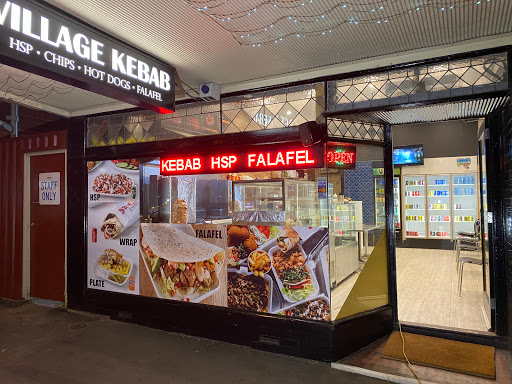 VILLAGE KEBAB
HSP • CHIPS • HOT DOGS • FALAFEL
KEBAB HSP FALAFEL
OPEN
STAFF
ONLY
HSP
WRAP
PLATE
FALAFEL